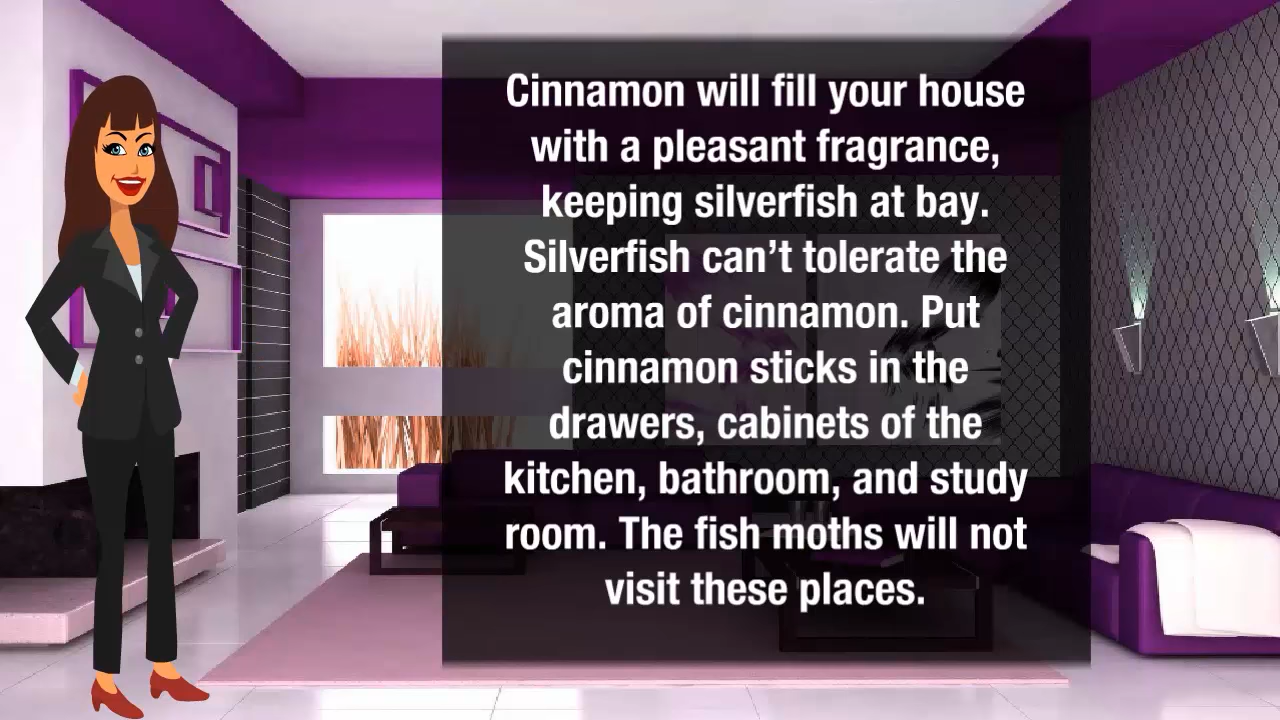 Cinnamon will fill your house
with a pleasant fragrance,
keeping silverfish at bay.
Silverfish can’t tolerate the
aroma of cinnamon. Put
cinnamon sticks in the
drawers, cabinets of the
kitchen, bathroom, and study
room. The fish moths will not
visit these places.